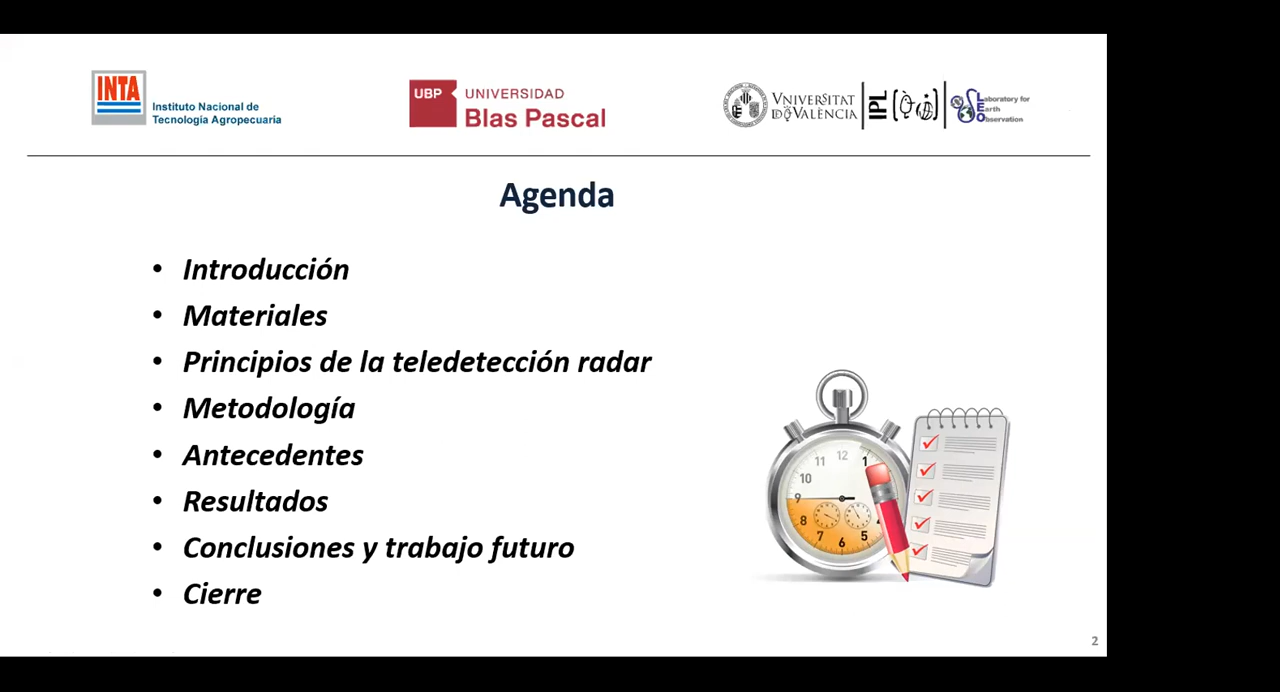 INTA
Instituto Nacional de
Tecnología Agropecuaria
UBP
UNIVERSIDAD
Blas Pascal
VNIVERSITAT
DE VALÈNCIA
IPL
LEO
Laboratory for
Earth
Observation
Agenda
• Introducción
• Materiales
• Principios de la teledetección radar
• Metodología
• Antecedentes
• Resultados
• Conclusiones y trabajo futuro
• Cierre
11 12 1
10
9
8
7 6 5
2